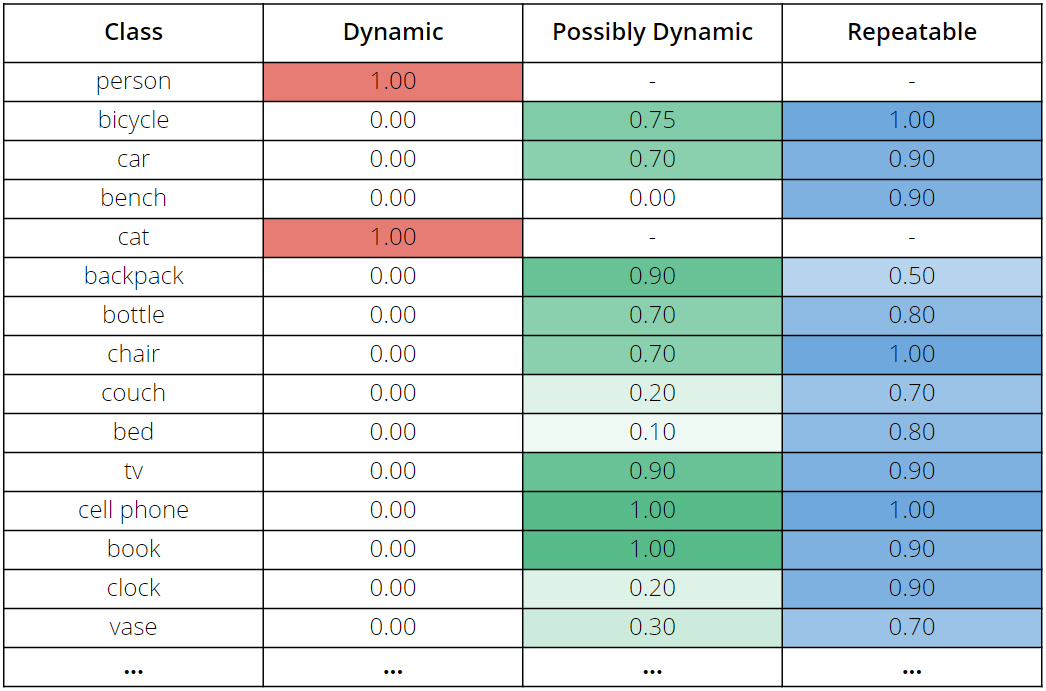 Class Dynamic Possibly Dynamic Repeatable
person 1.00 - -
bicycle 0.00 0.75 1.00
car 0.00 0.70 0.90
bench 0.00 0.00 0.90
cat 1.00 - -
backpack 0.00 0.90 0.50
bottle 0.00 0.70 0.80
chair 0.00 0.70 1.00
couch 0.00 0.20 0.70
bed 0.00 0.10 0.80
tv 0.00 0.90 0.90
cell phone 0.00 1.00 1.00
book 0.00 1.00 0.90
clock 0.00 0.20 0.90
vase 0.00 0.30 0.70
... ... ... ...